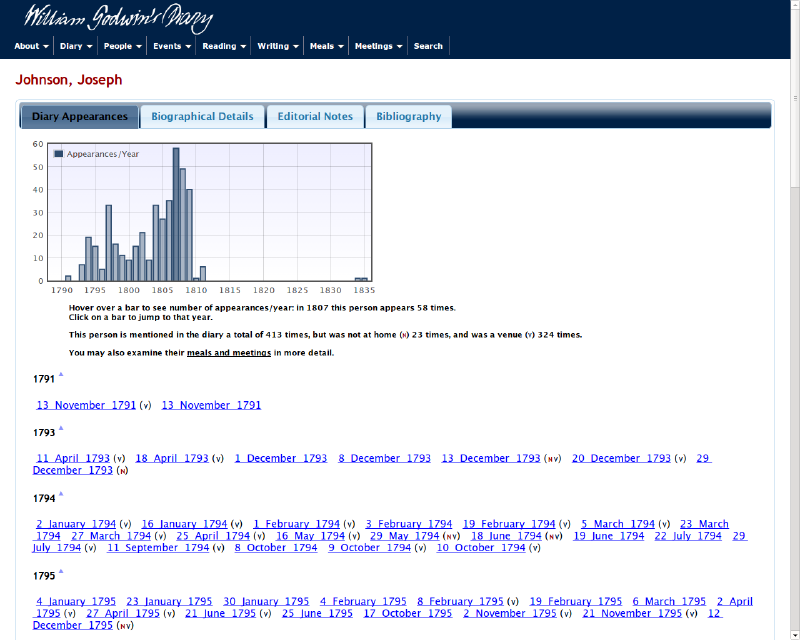 William Godwin's Diary
About Diary People Events Reading Writing Meals Meetings Search
Johnson, Joseph
Diary Appearances Biographical Details Editorial Notes Bibliography
60
Appearances/Year
50
40
30
20
10
0
1790 1795 1800 1805 1810 1815 1820 1825 1830 1835
Hover over a bar to see number of appearances/year: in 1807 this person appears 58 times.
Click on a bar to jump to that year.
This person is mentioned in the diary a total of 413 times, but was not at home (N) 23 times, and was a venue (V) 324 times.
You may also examine their meals and meetings in more detail.
1791
13 November 1791 (V) 13 November 1791
1793
11 April 1793 (V) 18 April 1793 (V) 1 December 1793 8 December 1793 13 December 1793 (NV) 20 December 1793 (V) 29
December 1793 (N)
1794
2 January 1794 (V) 16 January 1794 (V) 1 February 1794 (V) 3 February 1794 19 February 1794 (V) 5 March 1794 (V) 23 March
1794 27 March 1794 (V) 25 April 1794 (V) 16 May 1794 (V) 29 May 1794 (NV) 18 June 1794 (NV) 19 June 1794 22 July 1794 29
July 1794 (V) 11 September 1794 (V) 8 October 1794 9 October 1794 (V) 10 October 1794 (V)
1795
4 January 1795 23 January 1795 30 January 1795 4 February 1795 8 February 1795 (V) 19 February 1795 6 March 1795 2 April
1795 (V) 27 April 1795 (V) 21 June 1795 (V) 25 June 1795 17 October 1795 2 November 1795 (V) 21 November 1795 (V) 12
December 1795 (NV)